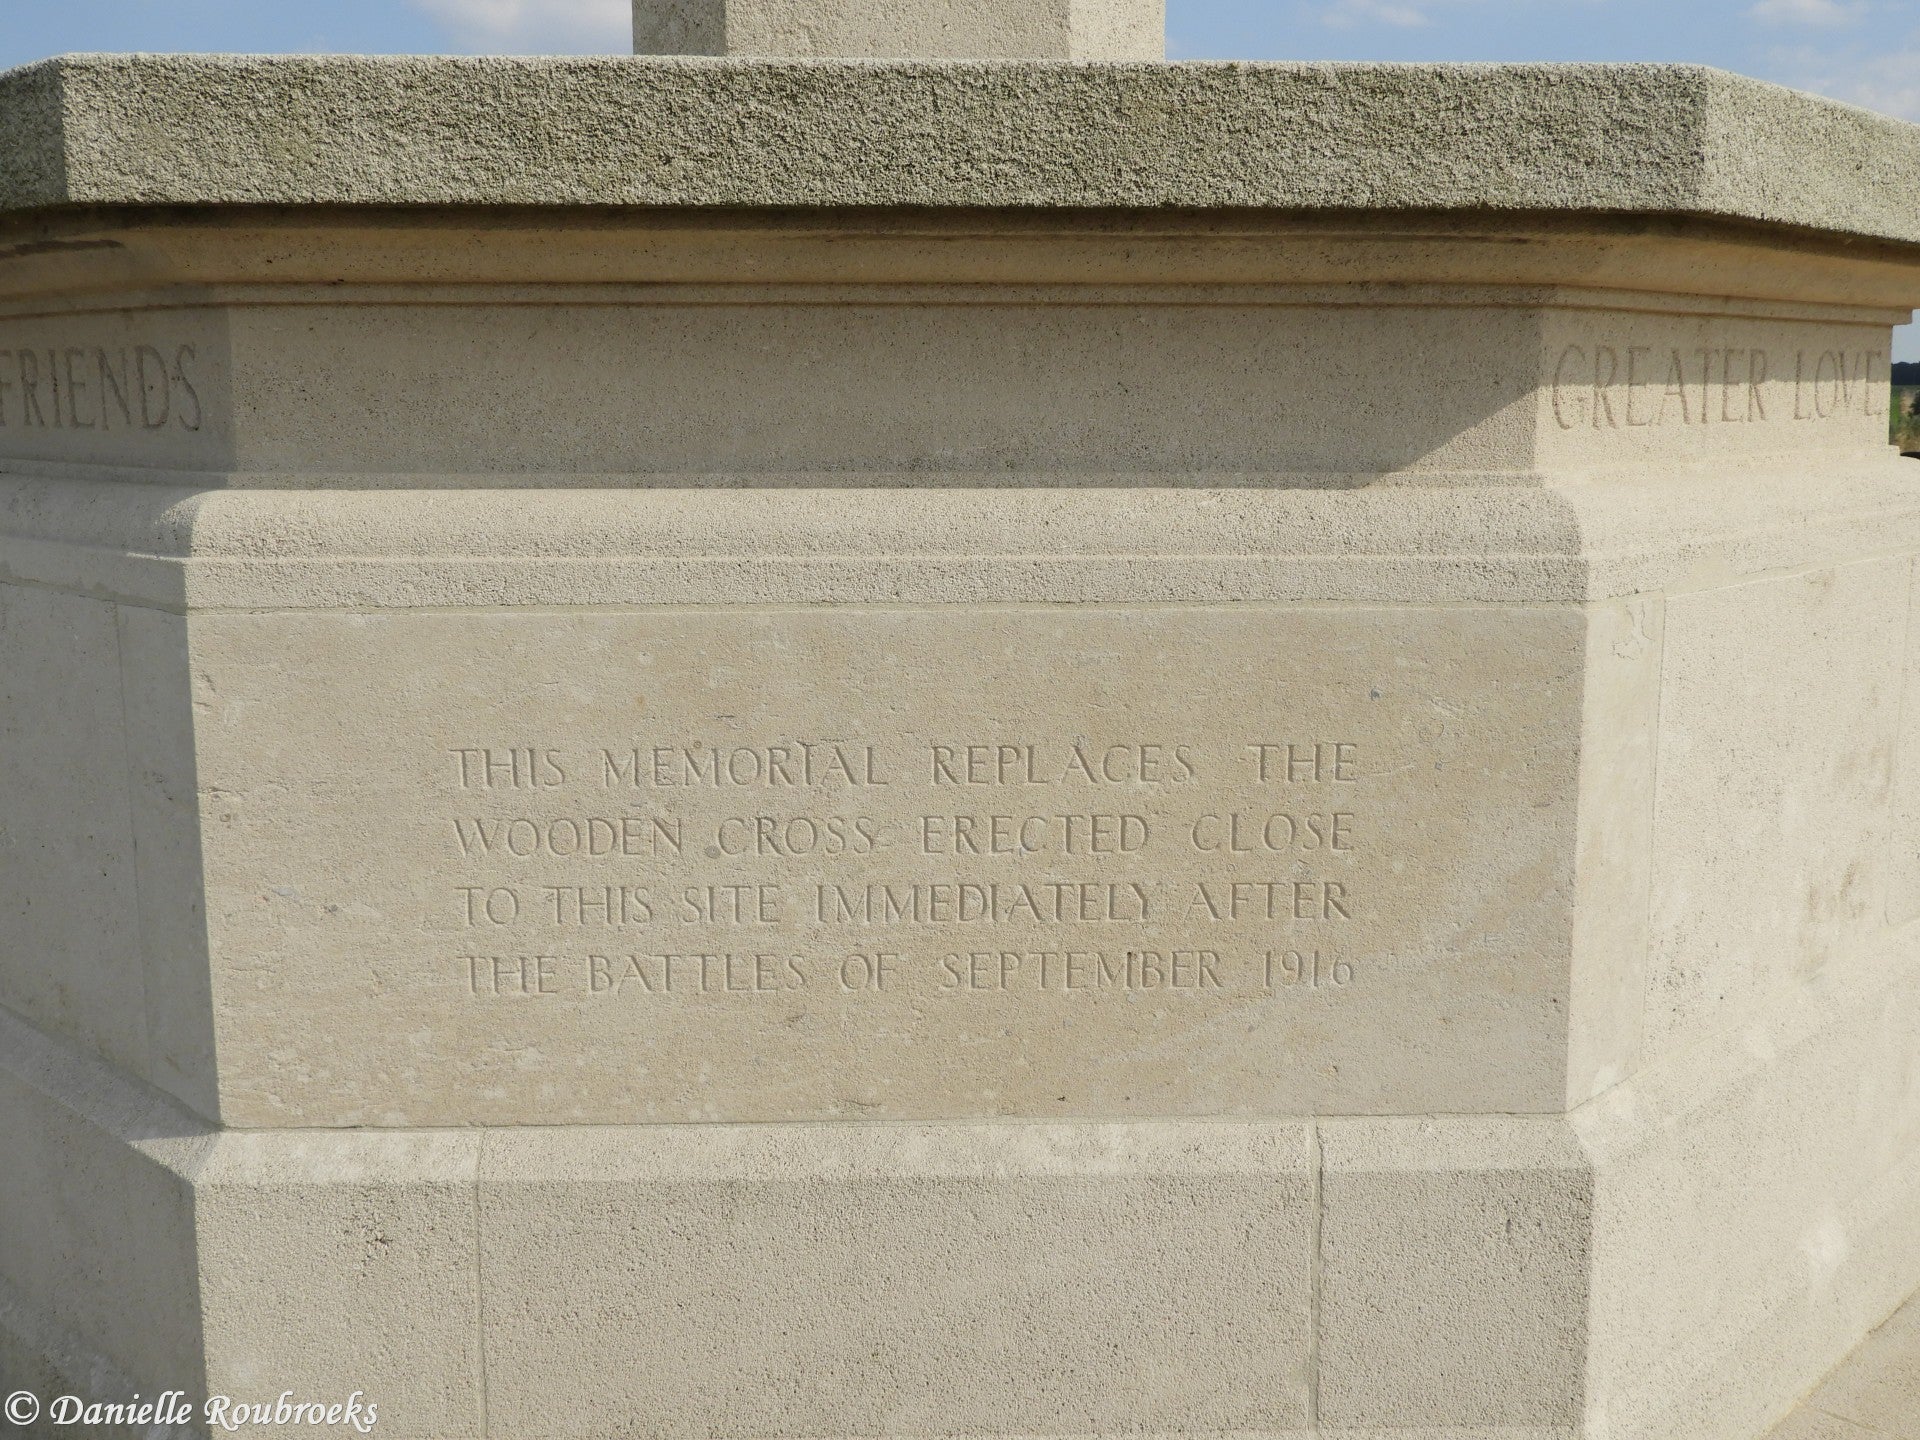 FRIENDS
GREATER LOVE
THIS MEMORIAL REPLACES THE
WOODEN CROSS ERECTED CLOSE
TO THIS SITE IMMEDIATELY AFTER
THE BATTLES OF SEPTEMBER 1916
© Danielle Roubroeks